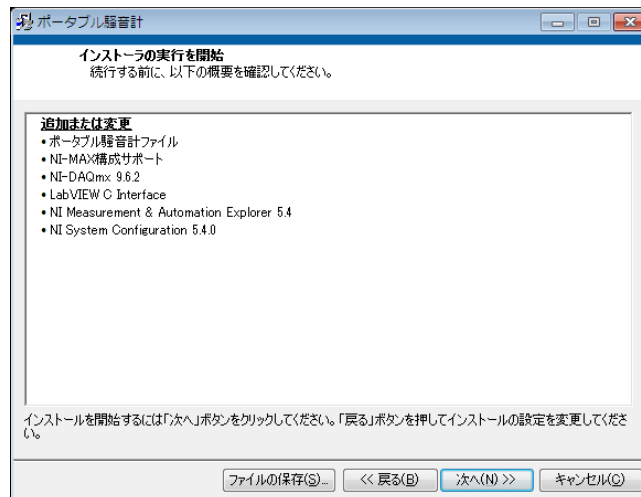 ポータブル騒音計
インストーラの実行を開始
続行する前に、以下の概要を確認してください。
追加または変更
• ポータブル騒音計ファイル
• NI-MAX構成サポート
• NI-DAQmx 9.6.2
• LabVIEW C Interface
• NI Measurement & Automation Explorer 5.4
• NI System Configuration 5.4.0
インストールを開始するには「次へ」ボタンをクリックしてください。「戻る」ボタンを押してインストールの設定を変更してくださ
い。
ファイルの保存(S)... << 戻る(B) 次へ(N) >> キャンセル(C)